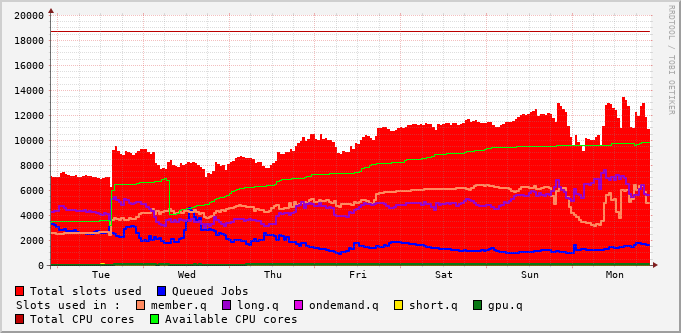 20000
18000
16000
14000
12000
10000
8000
6000
4000
2000
0
Tue Wed Thu Fri Sat Sun Mon
RRDTOOL / TOBI OETIKER
Total slots used Queued Jobs
Slots used in : member.q long.q ondemand.q short.q gpu.q
Total CPU cores Available CPU cores